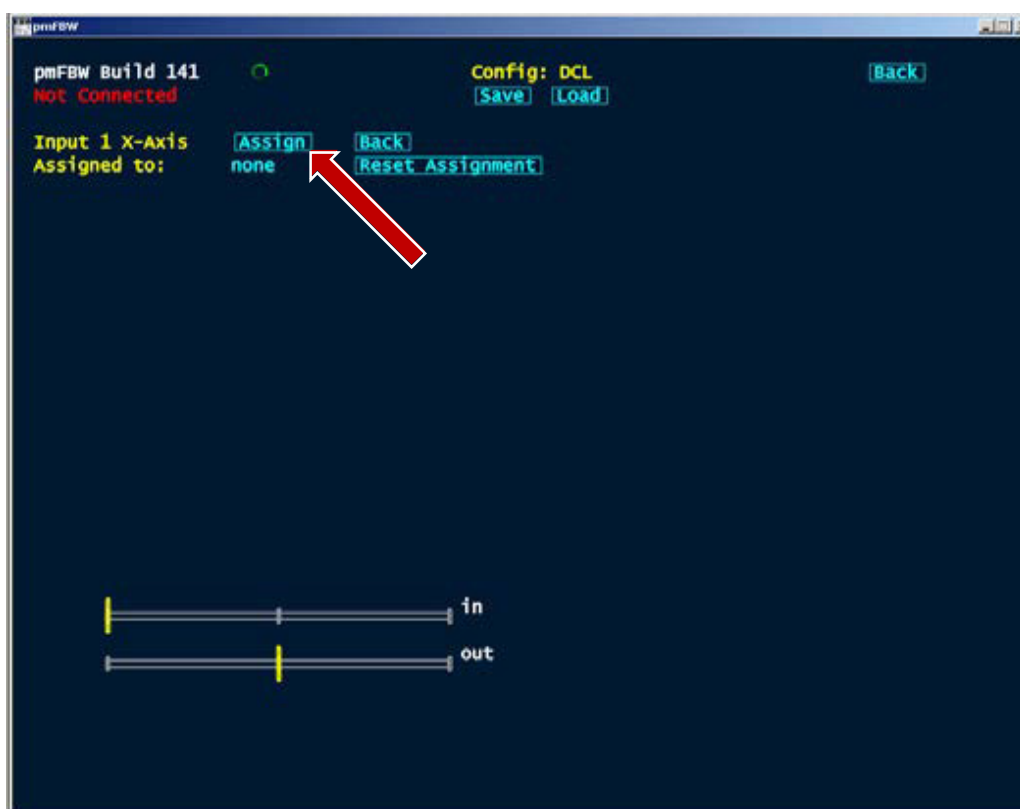 pmFBW
pmFBW Build 141 Config: DCL [Back]
Not Connected [Save] [Load]
Input 1 X-Axis [Assign] [Back]
Assigned to: none [Reset Assignment]
in
out